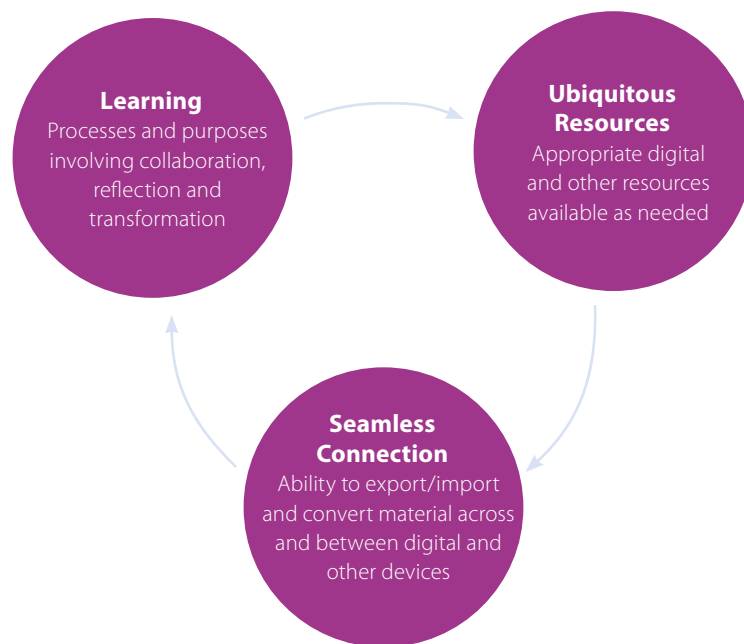 Learning
Processes and purposes
involving collaboration,
reflection and
transformation
Ubiquitous
Resources
Appropriate digital
and other resources
available as needed
Seamless
Connection
Ability to export/import
and convert material across
and between digital and
other devices